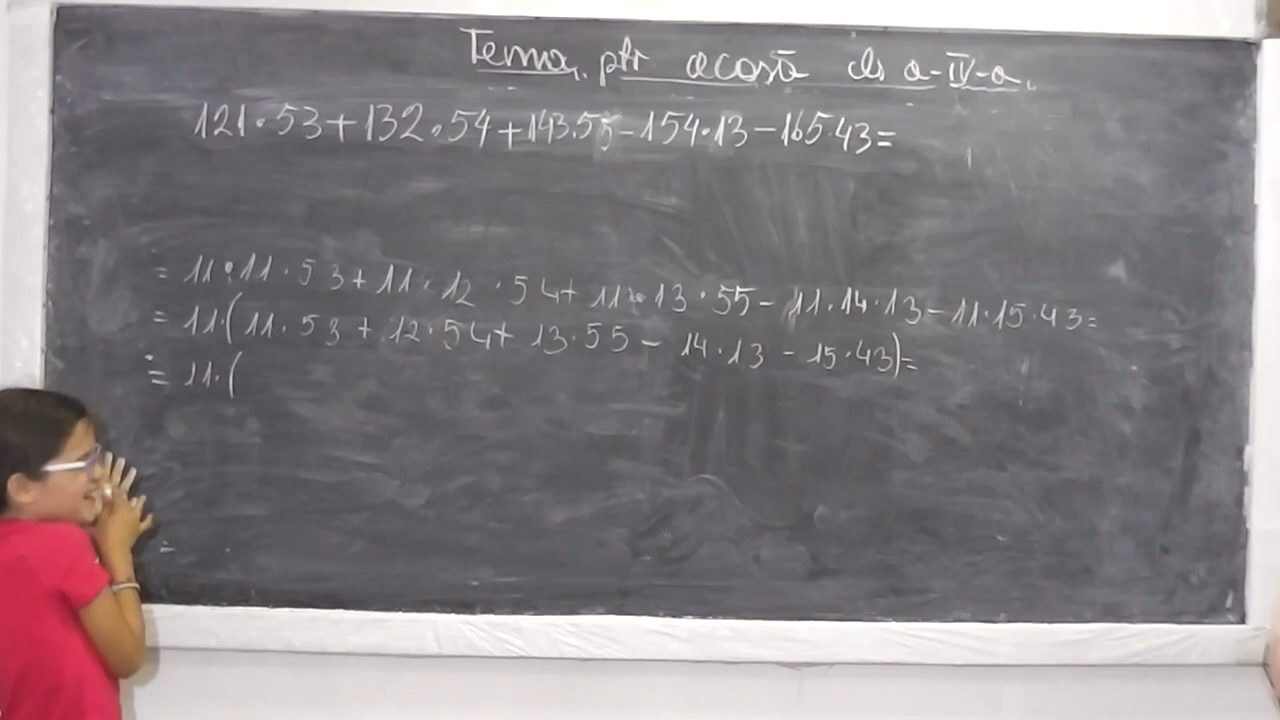 Tema ptr acasă cls a-IV-a.
121·53+132·54+143·55-154·13-165·43=
= 11·11·53+11·12·54+11·13·55-11·14·13-11·15·43=
= 11·(11·53+12·54+13·55-14·13-15·43)=
= 11·(